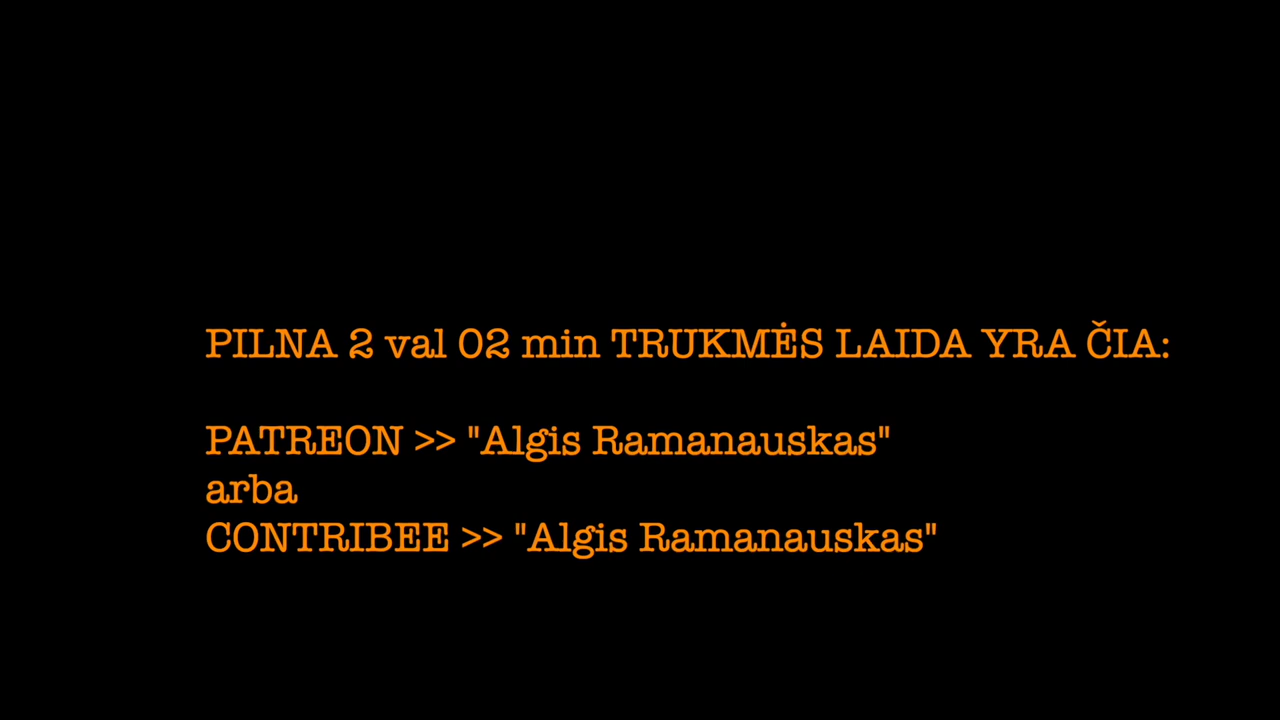 PILNA 2 val 02 min TRUKMĖS LAIDA YRA ČIA:
PATREON >> "Algis Ramanauskas"
arba
CONTRIBEE >> "Algis Ramanauskas"